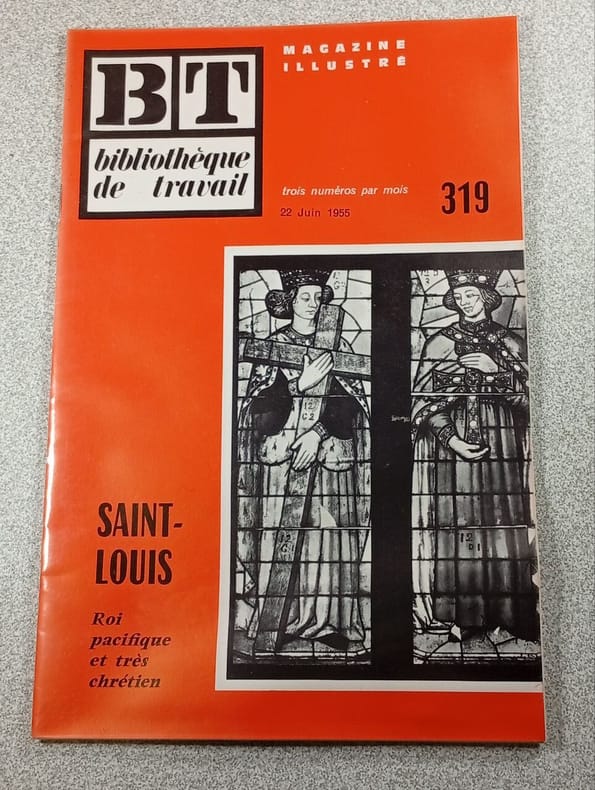 BT
bibliothèque
de travail
MAGAZINE
ILLUSTRÉ
trois numéros par mois
22 Juin 1955
319
SAINT-
LOUIS
Roi
pacifique
et très
chrétien